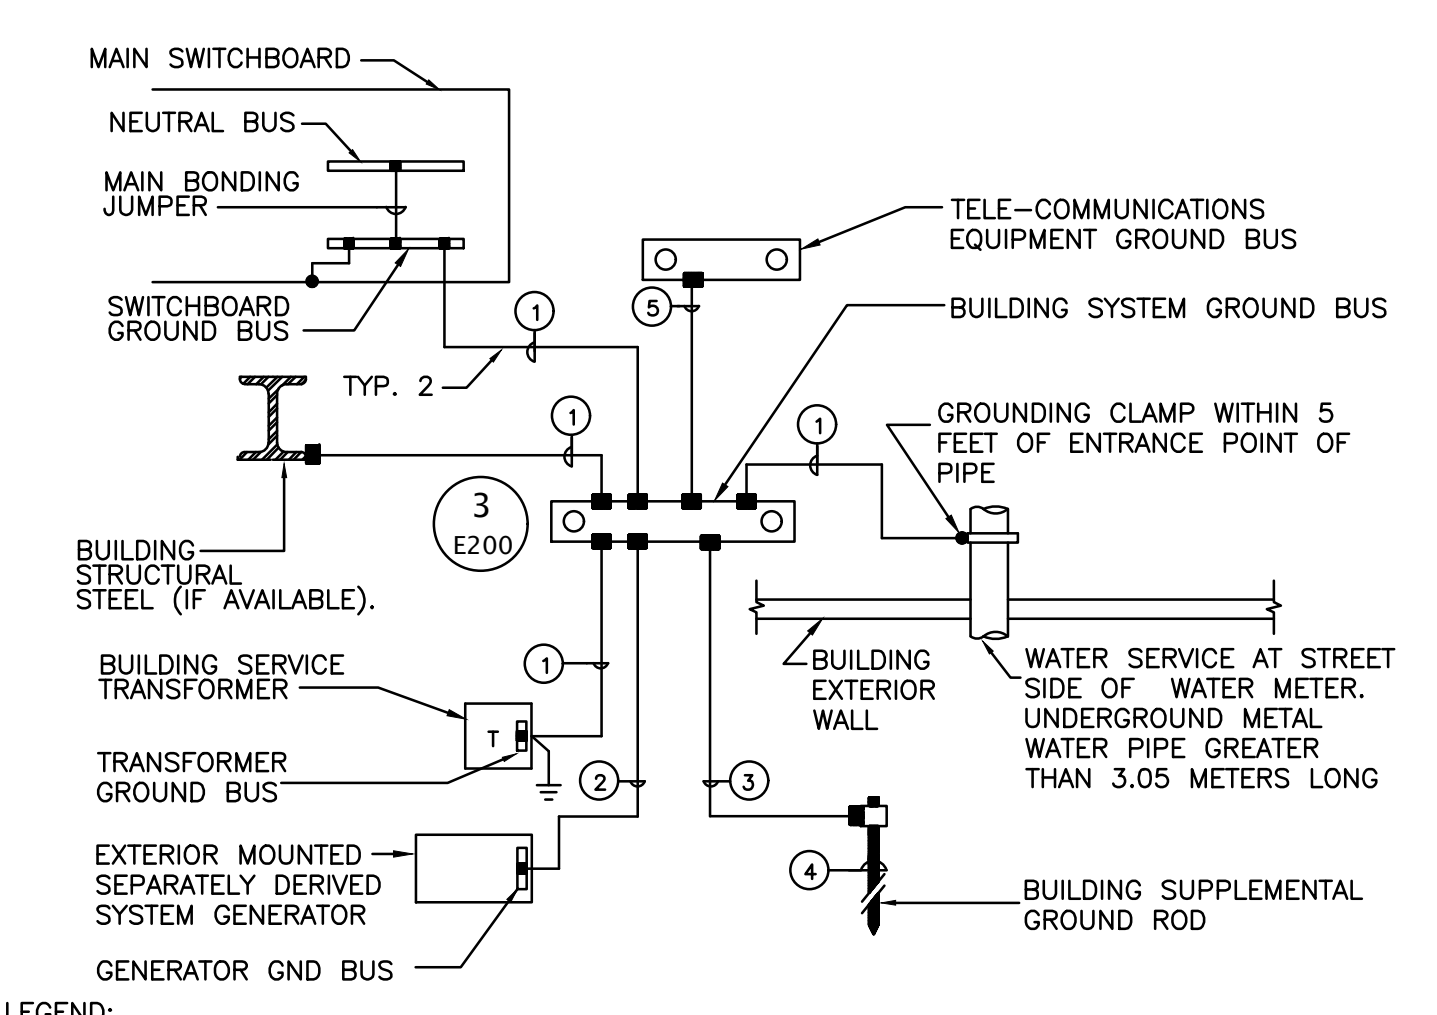 MAIN SWITCHBOARD
NEUTRAL BUS
MAIN BONDING
JUMPER
SWITCHBOARD
GROUND BUS
TYP. 2
1
5
TELE-COMMUNICATIONS
EQUIPMENT GROUND BUS
BUILDING SYSTEM GROUND BUS
1
1
GROUNDING CLAMP WITHIN 5
FEET OF ENTRANCE POINT OF
PIPE
3
E200
BUILDING
STRUCTURAL
STEEL (IF AVAILABLE).
BUILDING SERVICE
TRANSFORMER
1
T
TRANSFORMER
GROUND BUS
2
3
BUILDING
EXTERIOR
WALL
WATER SERVICE AT STREET
SIDE OF WATER METER.
UNDERGROUND METAL
WATER PIPE GREATER
THAN 3.05 METERS LONG
EXTERIOR MOUNTED
SEPARATELY DERIVED
SYSTEM GENERATOR
4
BUILDING SUPPLEMENTAL
GROUND ROD
GENERATOR GND BUS
LEGEND: